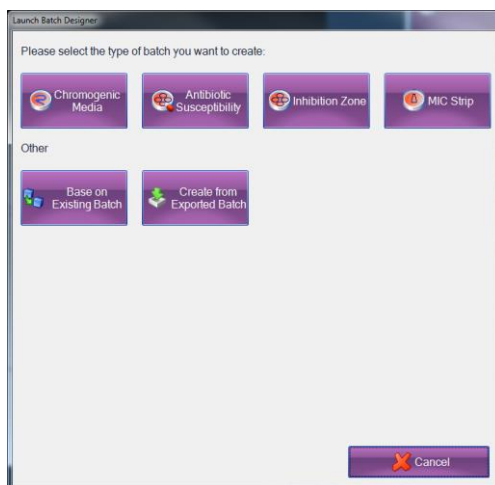 Launch Batch Designer
Please select the type of batch you want to create:
Chromogenic
Media
Antibiotic
Susceptibility
Inhibition Zone
MIC Strip
Other
Base on
Existing Batch
Create from
Exported Batch
Cancel